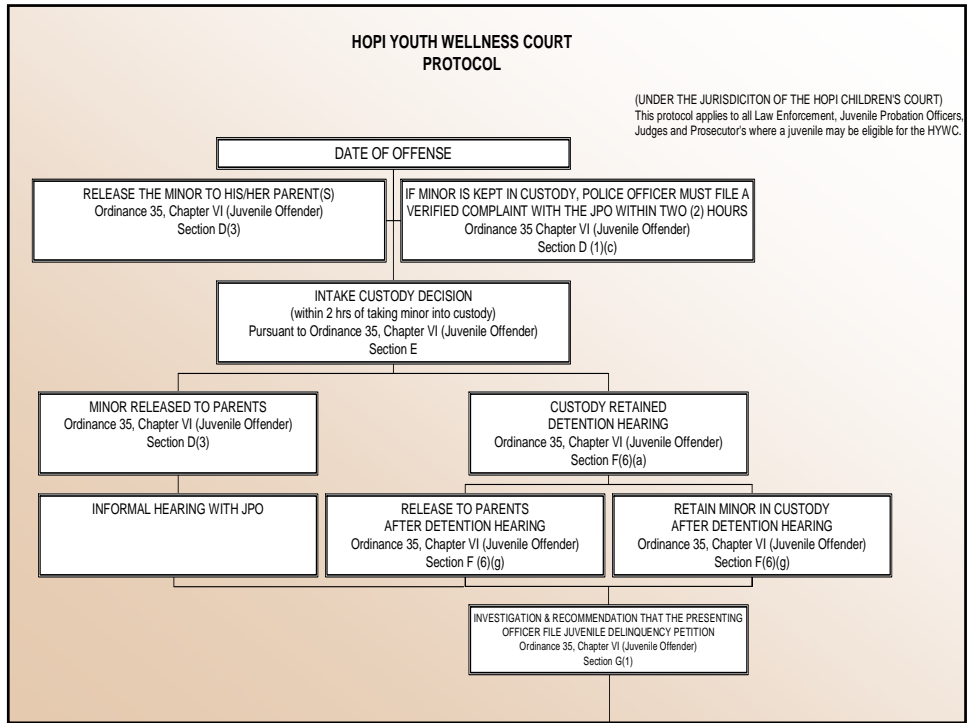 HOPI YOUTH WELLNESS COURT
PROTOCOL
(UNDER THE JURISDICITON OF THE HOPI CHILDREN'S COURT)
This protocol applies to all Law Enforcement, Juvenile Probation Officers,
Judges and Prosecutor's where a juvenile may be eligible for the HYWC.
DATE OF OFFENSE
RELEASE THE MINOR TO HIS/HER PARENT(S)
Ordinance 35, Chapter VI (Juvenile Offender)
Section D(3)
IF MINOR IS KEPT IN CUSTODY, POLICE OFFICER MUST FILE A
VERIFIED COMPLAINT WITH THE JPO WITHIN TWO (2) HOURS
Ordinance 35 Chapter VI (Juvenile Offender)
Section D (1)(c)
INTAKE CUSTODY DECISION
(within 2 hrs of taking minor into custody)
Pursuant to Ordinance 35, Chapter VI (Juvenile Offender)
Section E
MINOR RELEASED TO PARENTS
Ordinance 35, Chapter VI (Juvenile Offender)
Section D(3)
CUSTODY RETAINED
DETENTION HEARING
Ordinance 35, Chapter VI (Juvenile Offender)
Section F(6)(a)
INFORMAL HEARING WITH JPO
RELEASE TO PARENTS
AFTER DETENTION HEARING
Ordinance 35, Chapter VI (Juvenile Offender)
Section F (6)(g)
RETAIN MINOR IN CUSTODY
AFTER DETENTION HEARING
Ordinance 35, Chapter VI (Juvenile Offender)
Section F(6)(g)
INVESTIGATION & RECOMMENDATION THAT THE PRESENTING
OFFICER FILE JUVENILE DELINQUENCY PETITION
Ordinance 35, Chapter VI (Juvenile Offender)
Section G(1)